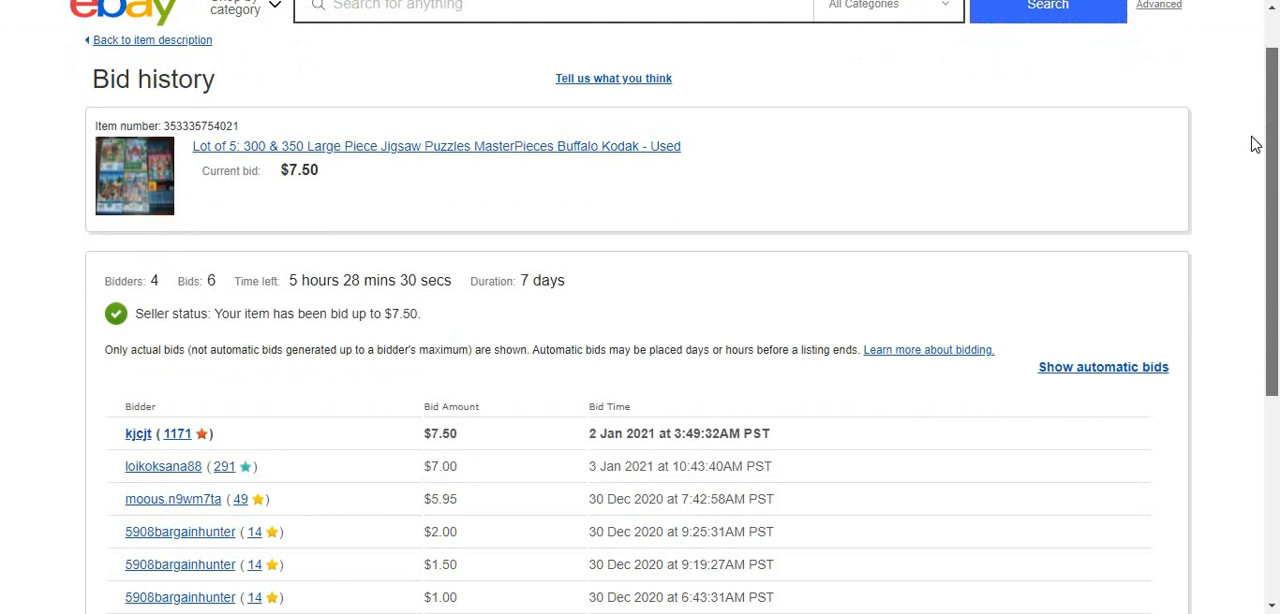 ebay
Shop by
category
Search for anything
All Categories
Search
Advanced
Back to item description
Bid history
Tell us what you think
Item number: 353335754021
Lot of 5: 300 & 350 Large Piece Jigsaw Puzzles MasterPieces Buffalo Kodak - Used
Current bid: $7.50
Bidders: 4 Bids: 6 Time left: 5 hours 28 mins 30 secs Duration: 7 days
Seller status: Your item has been bid up to $7.50.
Only actual bids (not automatic bids generated up to a bidder's maximum) are shown. Automatic bids may be placed days or hours before a listing ends. Learn more about bidding.
Show automatic bids
Bidder Bid Amount Bid Time
kjcjt ( 1171 ) $7.50 2 Jan 2021 at 3:49:32AM PST
loikoksana88 ( 291 ) $7.00 3 Jan 2021 at 10:43:40AM PST
moous.n9wm7ta ( 49 ) $5.95 30 Dec 2020 at 7:42:58AM PST
5908bargainhunter ( 14 ) $2.00 30 Dec 2020 at 9:25:31AM PST
5908bargainhunter ( 14 ) $1.50 30 Dec 2020 at 9:19:27AM PST
5908bargainhunter ( 14 ) $1.00 30 Dec 2020 at 6:43:31AM PST